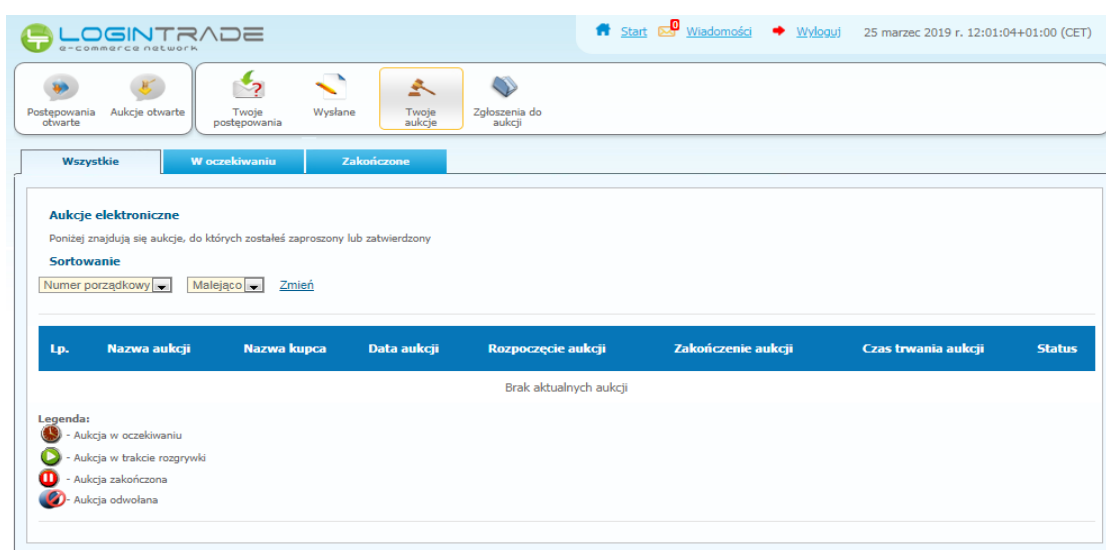 LOGINTRADE
e-commerce network
Start 0 Wiadomości Wyloguj 25 marzec 2019 r. 12:01:04+01:00 (CET)
Postępowania otwarte
Aukcje otwarte
Twoje postępowania
Wysłane
Twoje aukcje
Zgłoszenia do aukcji
Wszystkie W oczekiwaniu Zakończone
Aukcje elektroniczne
Poniżej znajdują się aukcje, do których zostałeś zaproszony lub zatwierdzony
Sortowanie
Numer porządkowy Malejąco Zmień
Lp. Nazwa aukcji Nazwa kupca Data aukcji Rozpoczęcie aukcji Zakończenie aukcji Czas trwania aukcji Status
Brak aktualnych aukcji
Legenda:
- Aukcja w oczekiwaniu
- Aukcja w trakcie rozgrywki
- Aukcja zakończona
- Aukcja odwołana